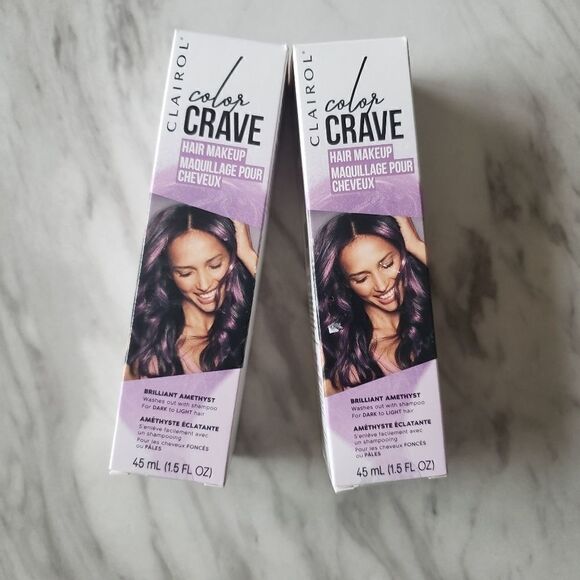 CLAIROL®
color
CRAVE
HAIR MAKEUP
MAQUILLAGE POUR
CHEVEUX
BRILLIANT AMETHYST
Washes out with shampoo
For DARK to LIGHT hair
AMÉTHYSTE ÉCLATANTE
S'enlève facilement avec
un shampooing
Pour les cheveux FONCÉS
ou PÂLES
45 mL (1.5 FL OZ)
CLAIROL®
color
CRAVE
HAIR MAKEUP
MAQUILLAGE POUR
CHEVEUX
BRILLIANT AMETHYST
Washes out with shampoo
For DARK to LIGHT hair
AMÉTHYSTE ÉCLATANTE
S'enlève facilement avec
un shampooing
Pour les cheveux FONCÉS
ou PÂLES
45 mL (1.5 FL OZ)